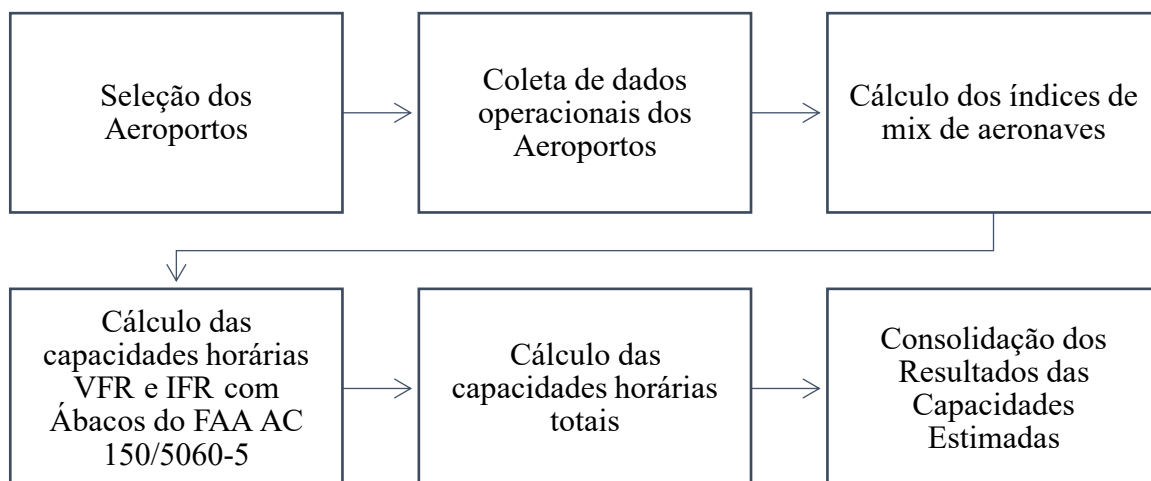 Seleção dos
Aeroportos
Coleta de dados
operacionais dos
Aeroportos
Cálculo dos índices de
mix de aeronaves
Cálculo das
capacidades horárias
VFR e IFR com
Ábacos do FAA AC
150/5060-5
Cálculo das
capacidades horárias
totais
Consolidação dos
Resultados das
Capacidades
Estimadas